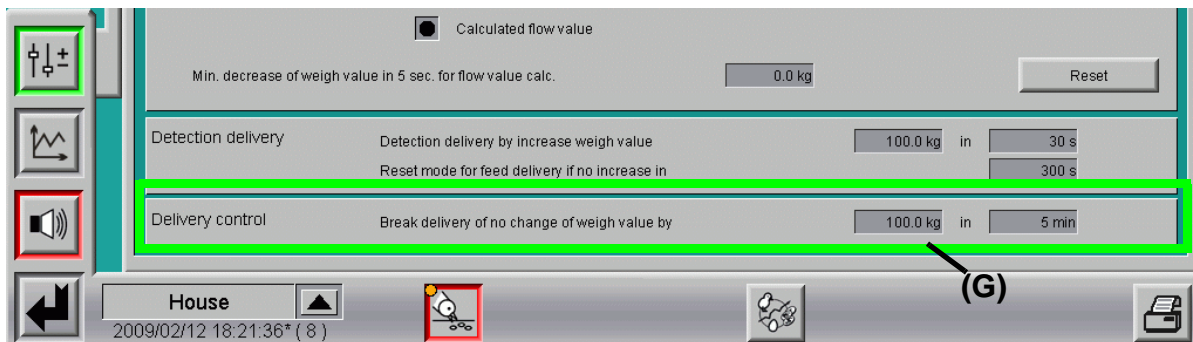 Calculated flow value
Min. decrease of weigh value in 5 sec. for flow value calc. 0.0 kg Reset
Detection delivery Detection delivery by increase weigh value 100.0 kg in 30 s
Reset mode for feed delivery if no increase in 300 s
Delivery control Break delivery of no change of weigh value by 100.0 kg in 5 min
(G)
House
2009/02/12 18:21:36* ( 8 )